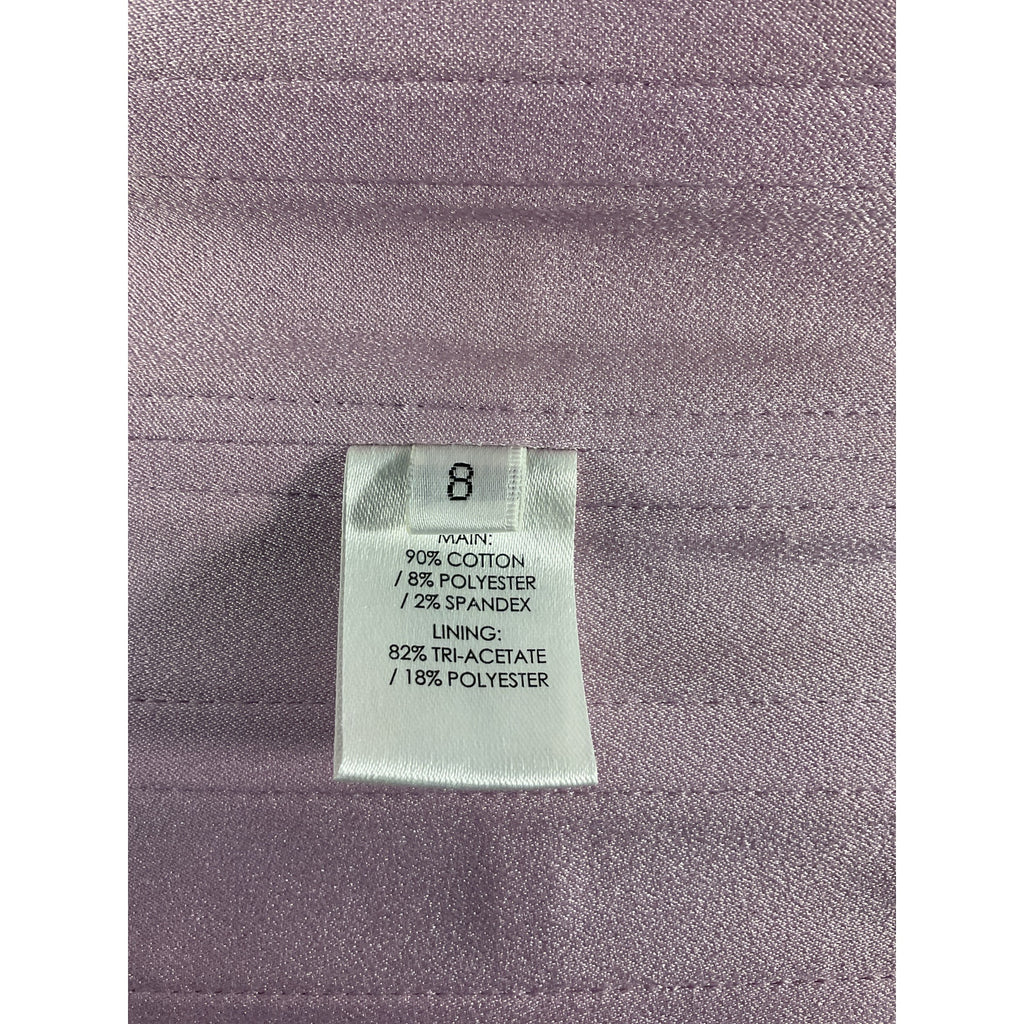 8
MAIN:
90% COTTON
/ 8% POLYESTER
/ 2% SPANDEX
LINING:
82% TRI-ACETATE
/ 18% POLYESTER